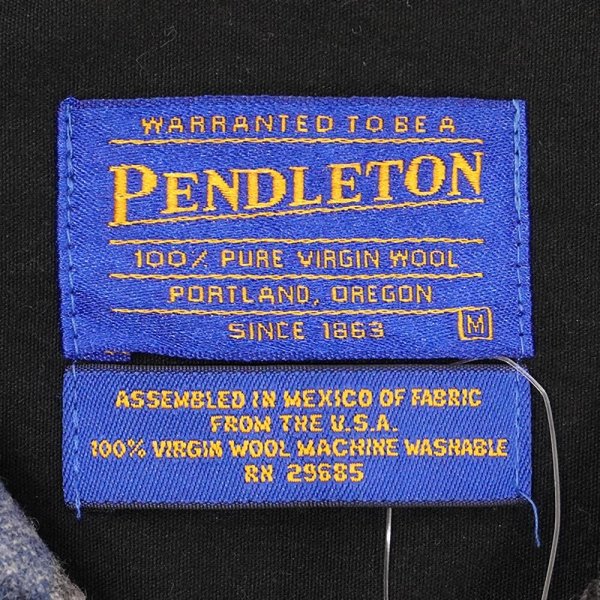 WARRANTED TO BE A
PENDLETON
100% PURE VIRGIN WOOL
PORTLAND, OREGON
SINCE 1863 M
ASSEMBLED IN MEXICO OF FABRIC
FROM THE U.S.A.
100% VIRGIN WOOL MACHINE WASHABLE
RN 29685